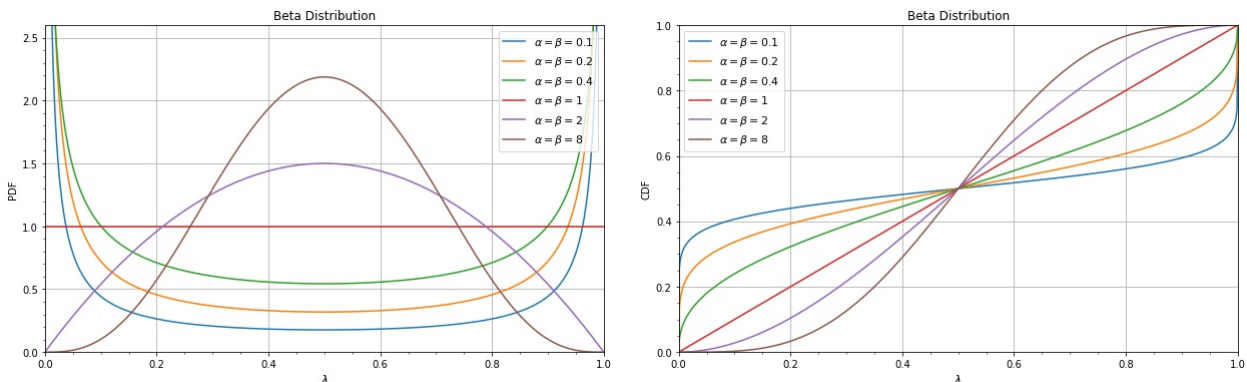 Beta Distribution
PDF
2.5
2.0
1.5
1.0
0.5
0.0
α = β = 0.1
α = β = 0.2
α = β = 0.4
α = β = 1
α = β = 2
α = β = 8
0.0 0.2 0.4 0.6 0.8 1.0
λ
Beta Distribution
CDF
1.0
0.8
0.6
0.4
0.2
0.0
α = β = 0.1
α = β = 0.2
α = β = 0.4
α = β = 1
α = β = 2
α = β = 8
0.0 0.2 0.4 0.6 0.8 1.0
λ